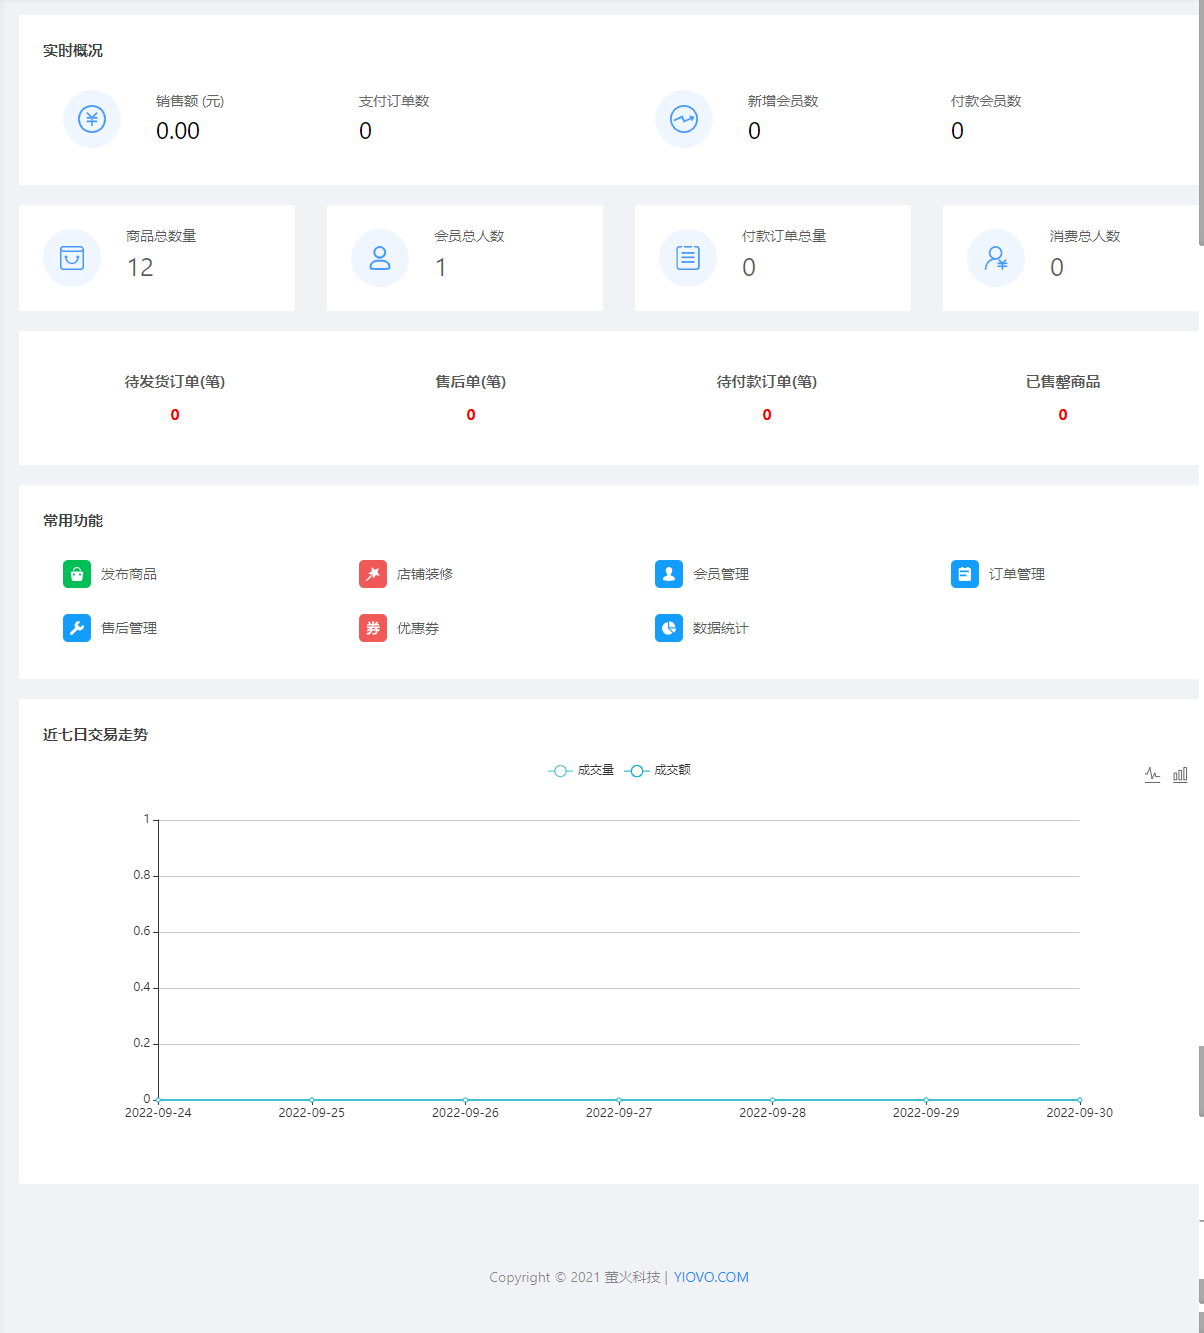 实时概况
销售额 (元) 支付订单数 新增会员数 付款会员数
0.00 0 0 0
商品总数量 会员总人数 付款订单总量 消费总人数
12 1 0 0
待发货订单(笔) 售后单(笔) 待付款订单(笔) 已售罄商品
0 0 0 0
常用功能
发布商品 店铺装修 会员管理 订单管理
售后管理 券 优惠券 数据统计
近七日交易走势
成交量 成交额
1
0.8
0.6
0.4
0.2
0
2022-09-24 2022-09-25 2022-09-26 2022-09-27 2022-09-28 2022-09-29 2022-09-30
Copyright © 2021 萤火科技 | YIOVO.COM